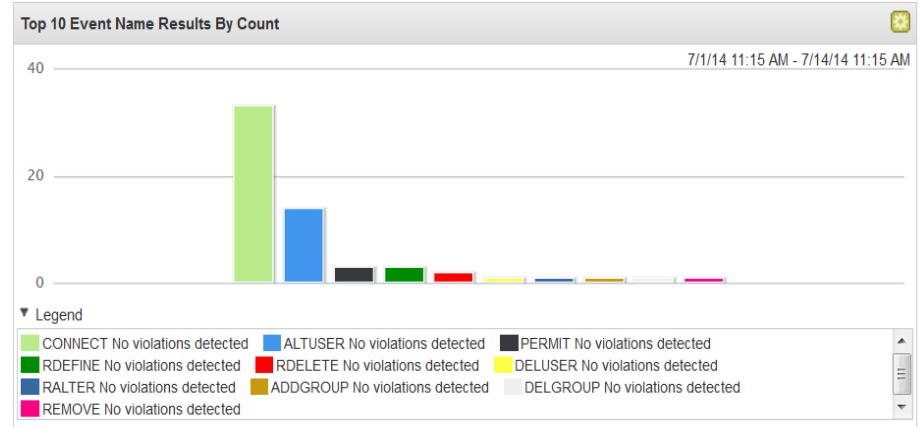 Top 10 Event Name Results By Count
7/1/14 11:15 AM - 7/14/14 11:15 AM
40
20
0
Legend
CONNECT No violations detected ALTUSER No violations detected PERMIT No violations detected
RDEFINE No violations detected RDELETE No violations detected DELUSER No violations detected
RALTER No violations detected ADDGROUP No violations detected DELGROUP No violations detected
REMOVE No violations detected